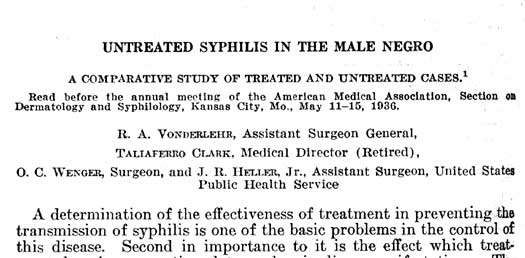 UNTREATED SYPHILIS IN THE MALE NEGRO
A COMPARATIVE STUDY OF TREATED AND UNTREATED CASES.¹
Read before the annual meeting of the American Medical Association, Section on
Dermatology and Syphilology, Kansas City, Mo., May 11-15, 1936.
R. A. VONDERLEHR, Assistant Surgeon General,
TALIAFERRO CLARK, Medical Director (Retired),
O. C. WENGER, Surgeon, and J. R. HELLER, Jr., Assistant Surgeon, United States
Public Health Service
A determination of the effectiveness of treatment in preventing the
transmission of syphilis is one of the basic problems in the control of
this disease. Second in importance to it is the effect which treat-